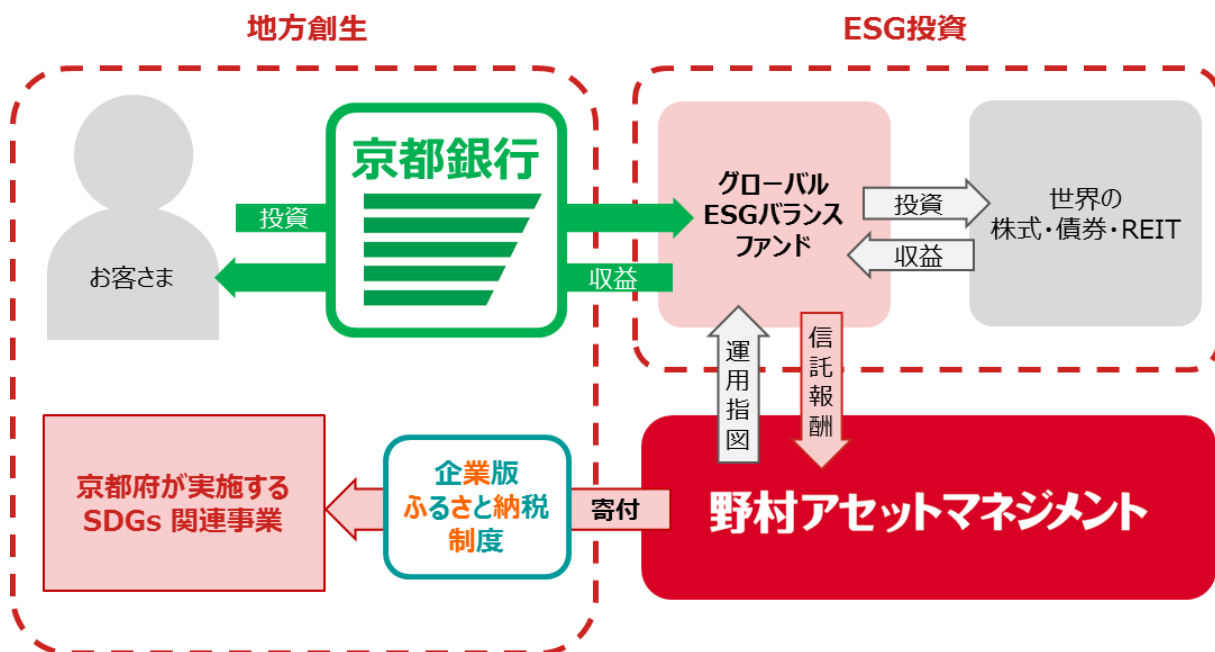 地方創生
ESG投資
お客さま
投資
京都銀行
収益
グローバル
ESGバランス
ファンド
投資
収益
世界の
株式・債券・REIT
運用指図
信託報酬
京都府が実施する
SDGs 関連事業
企業版
ふるさと納税
制度
寄付
野村アセットマネジメント